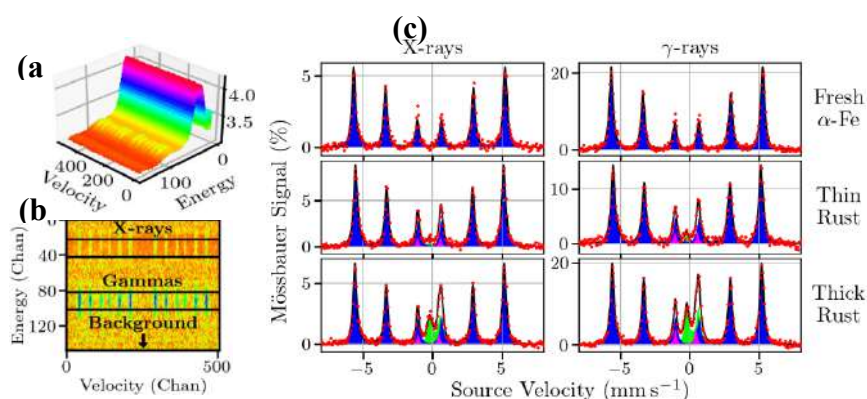 (a
4.0
3.5
400
200
0
0
100
Velocity
Energy
(b
0
X-rays
40
Gammas
80
Background
120
Energy (Chan)
0
500
Velocity (Chan)
(c)
X-rays
γ-rays
5
0
20
0
Fresh
α-Fe
5
0
10
0
Thin
Rust
5
0
20
0
Thick
Rust
Mössbauer Signal (%)
−5
0
5
−5
0
5
Source Velocity (mm s⁻¹)